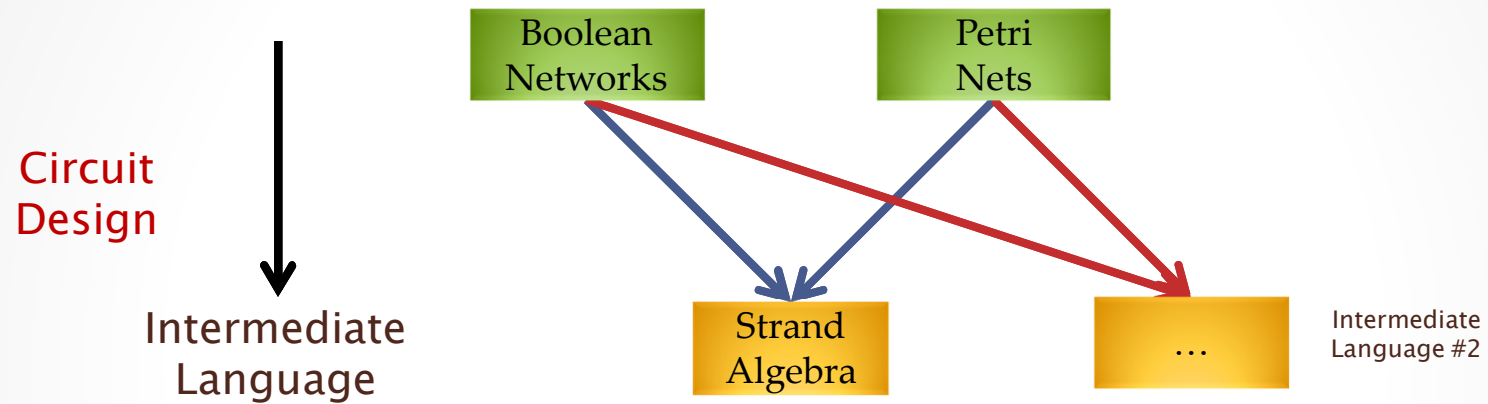 Boolean
Networks
Petri
Nets
Circuit
Design
Intermediate
Language
Strand
Algebra
…
Intermediate
Language #2